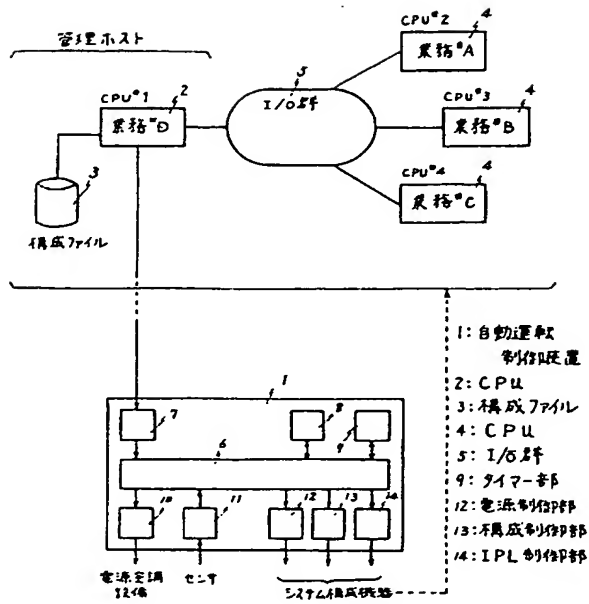 管理ホスト
CPU#2
4
業務#A
5
I/O群
CPU#1
2
業務#D
CPU#3
4
業務#B
3
構成ファイル
CPU#4
4
業務#C
1
7
8
9
6
10
11
12
13
14
電源空調
設備
センサ
システム構成機器
1:自動運転
制御装置
2:CPU
3:構成ファイル
4:CPU
5:I/O群
9:タイマー部
12:電源制御部
13:構成制御部
14:IPL制御部